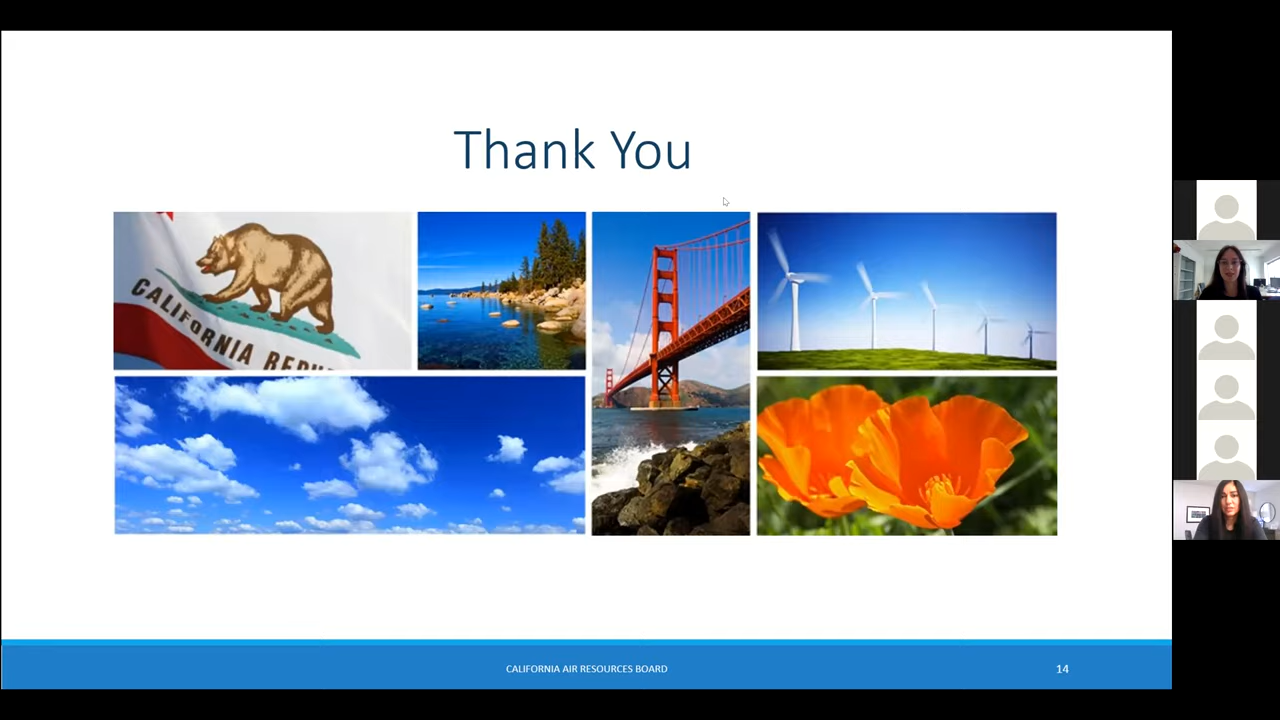 Thank You
CALIFORNIA REPU
CALIFORNIA AIR RESOURCES BOARD
14